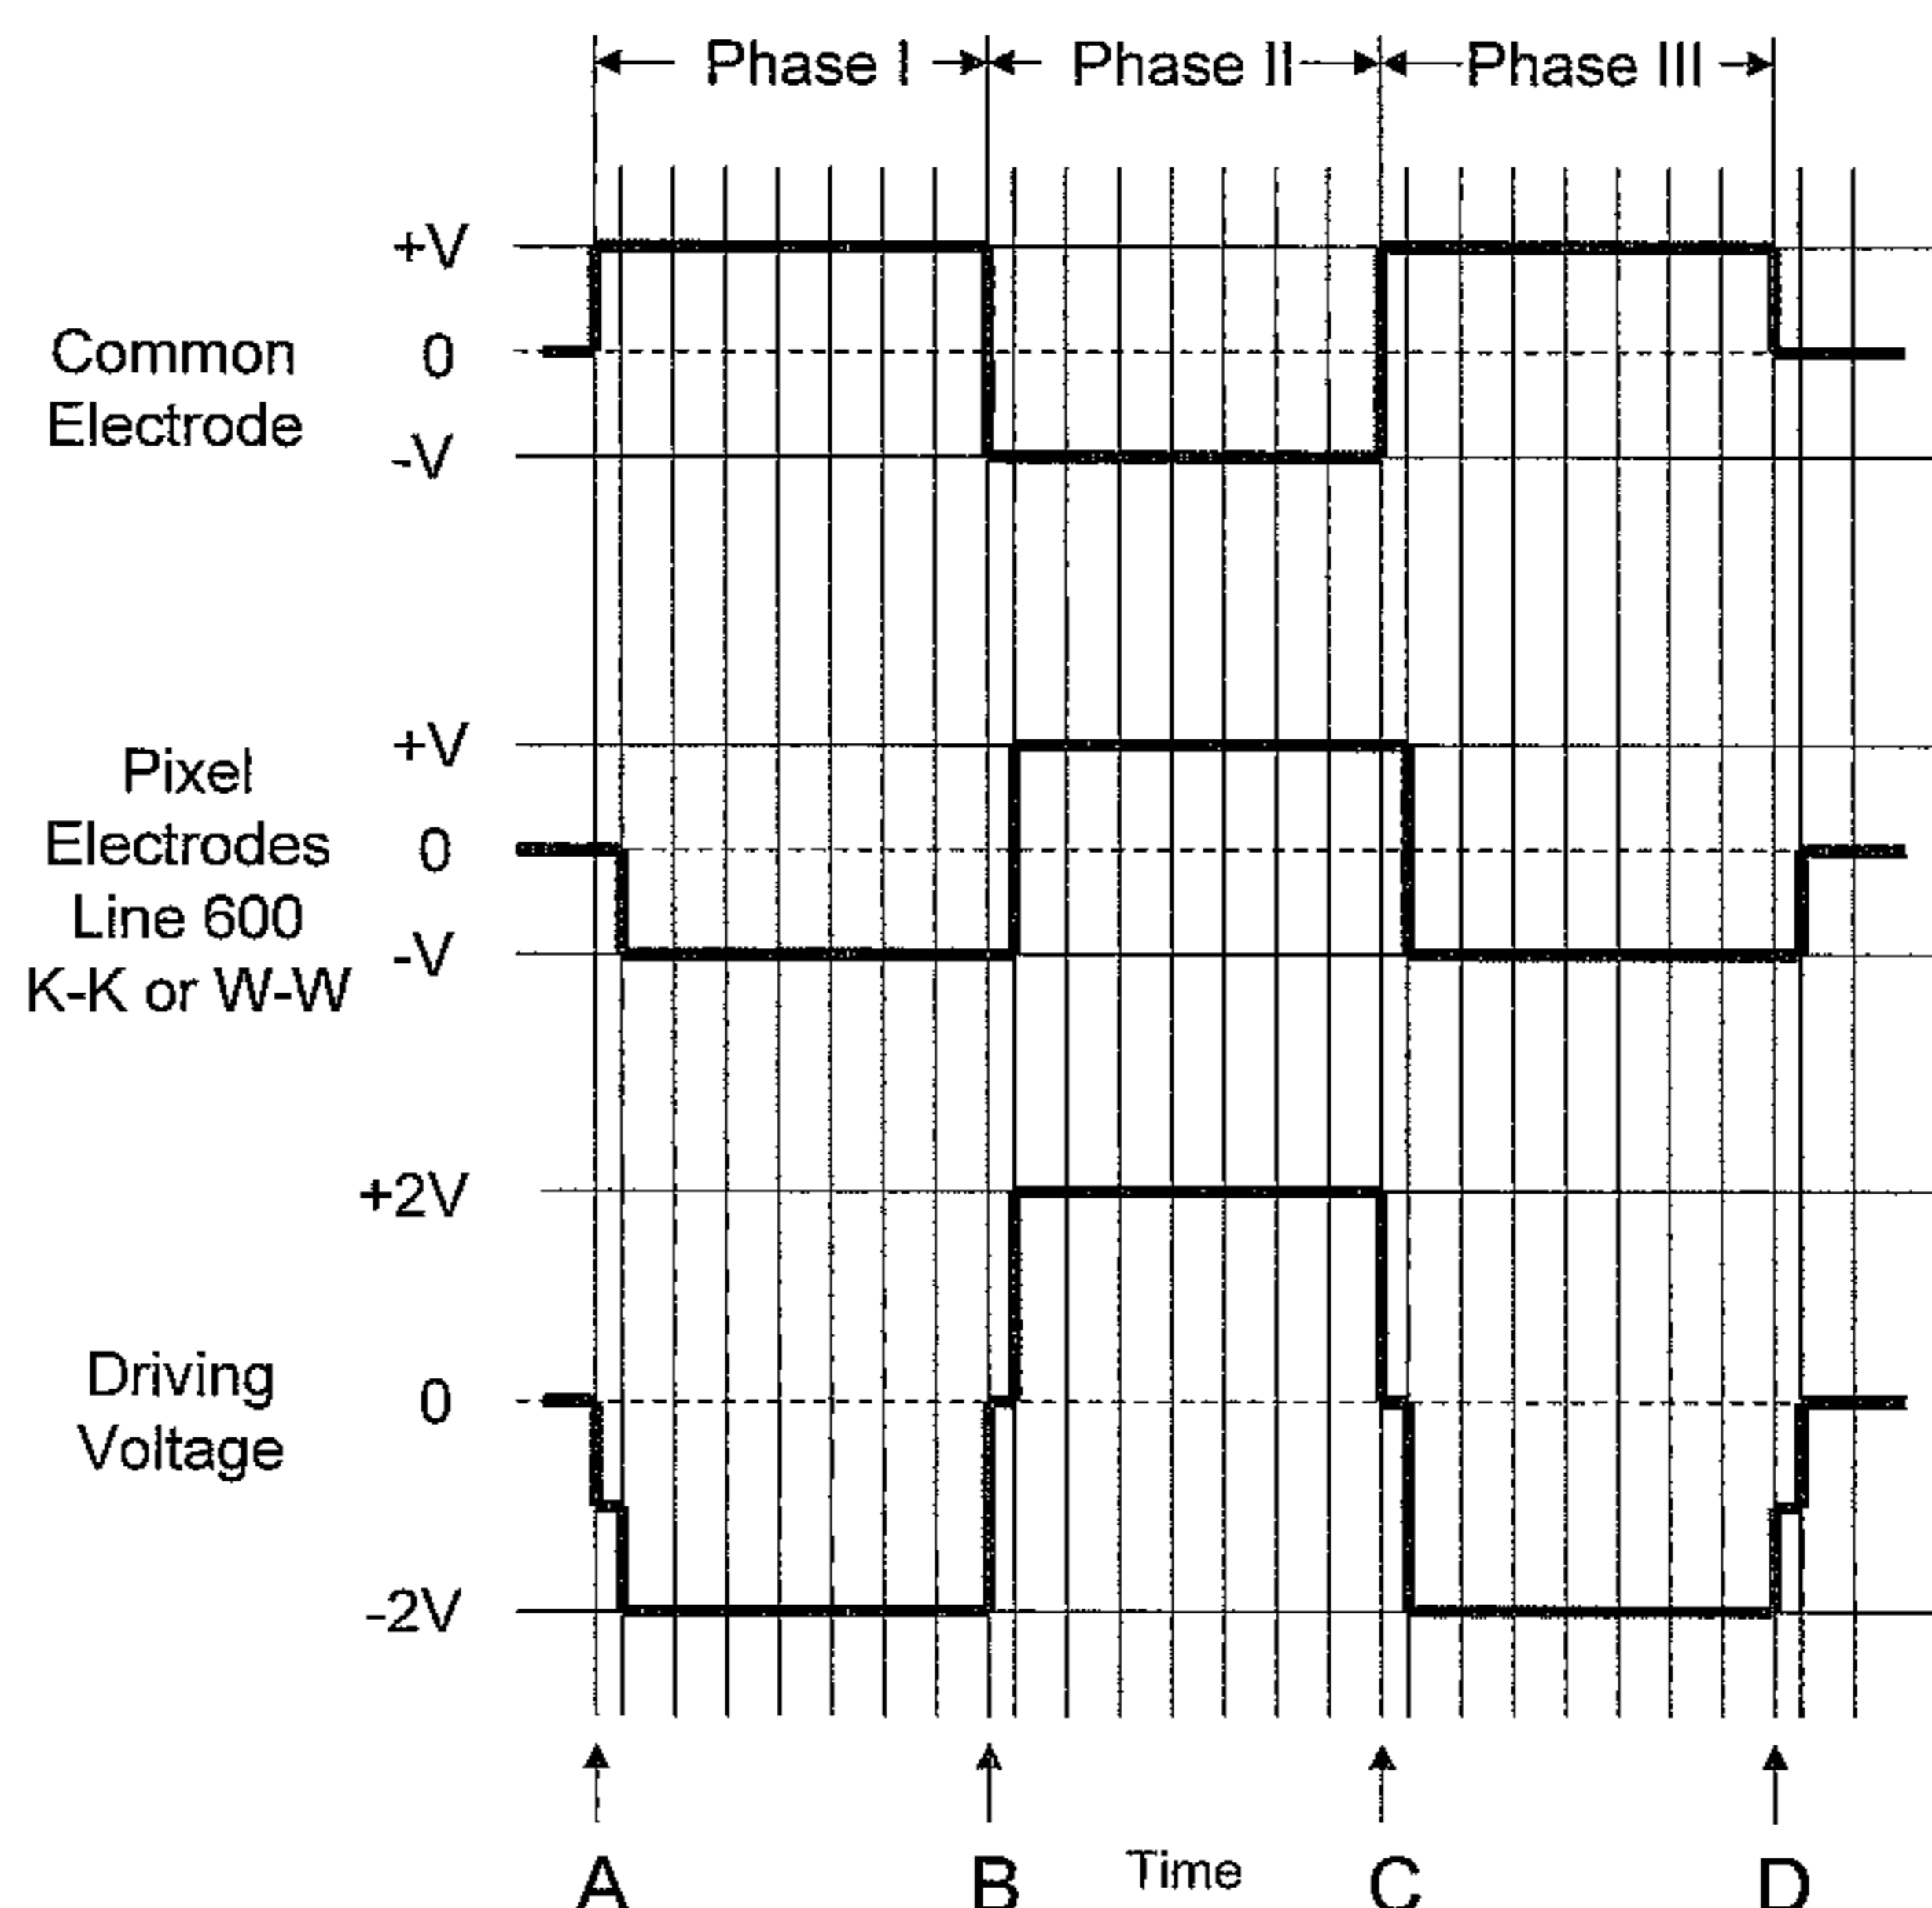 Phase I Phase II Phase III
+V
Common
Electrode
0
-V
+V
Pixel
Electrodes
Line 600
K-K or W-W
0
-V
+2V
Driving
Voltage
0
-2V
A B Time C D